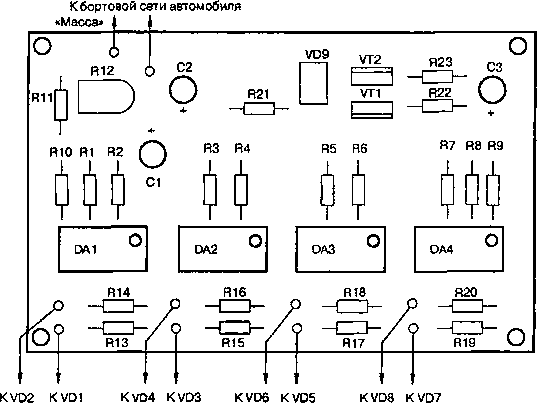 К бортовой сети автомобиля
«Масса»
R12
C2
VD9
VT2
R23
C3
R11
R21
VT1
R22
+
+
+
R10 R1 R2
R3 R4
R5 R6
R7 R8 R9
C1
DA1
DA2
DA3
DA4
R14
R16
R18
R20
R13
R15
R17
R19
К VD2
К VD1
К VD4
К VD3
К VD6
К VD5
К VD8
К VD7